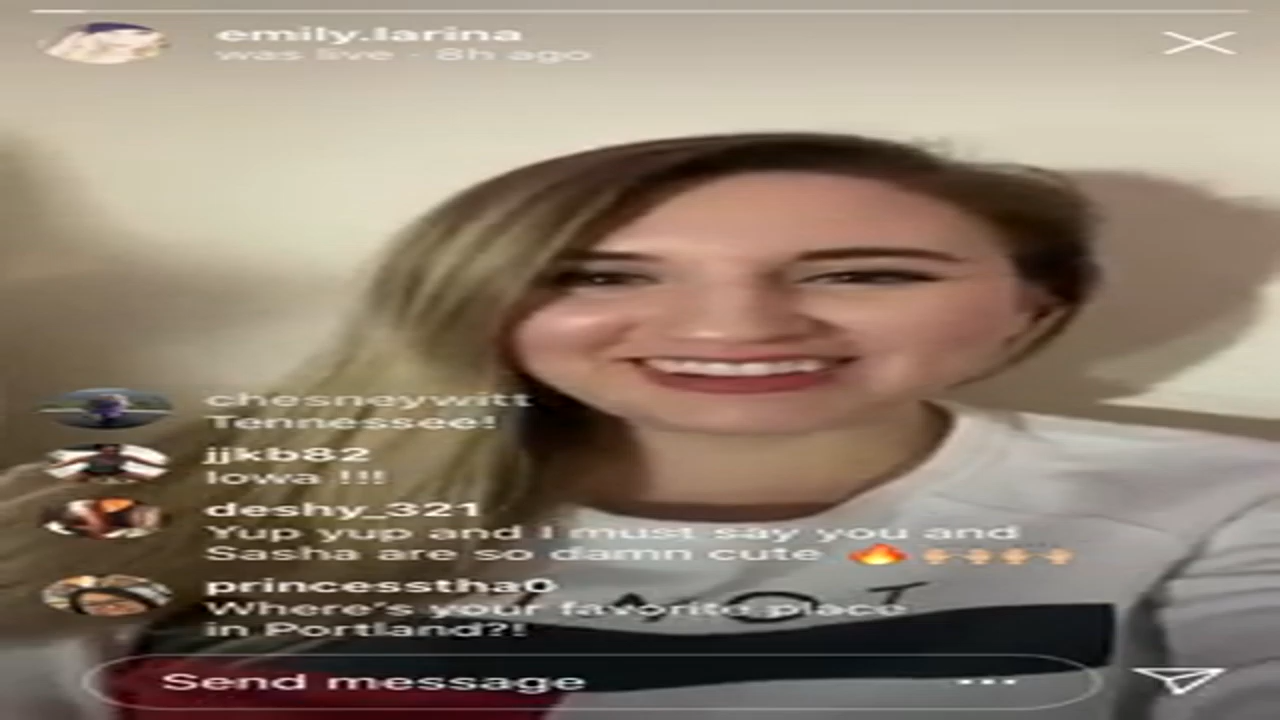 emily.larina
was live · 8h ago
chesneywitt
Tennessee!
jjkb82
Iowa !!!
deshy_321
Yup yup and I must say you and
Sasha are so damn cute 🔥🙌🏼🙌🏼🙌🏼🙌🏼
princesstha0
Where's your favorite place
in Portland?!
Send message